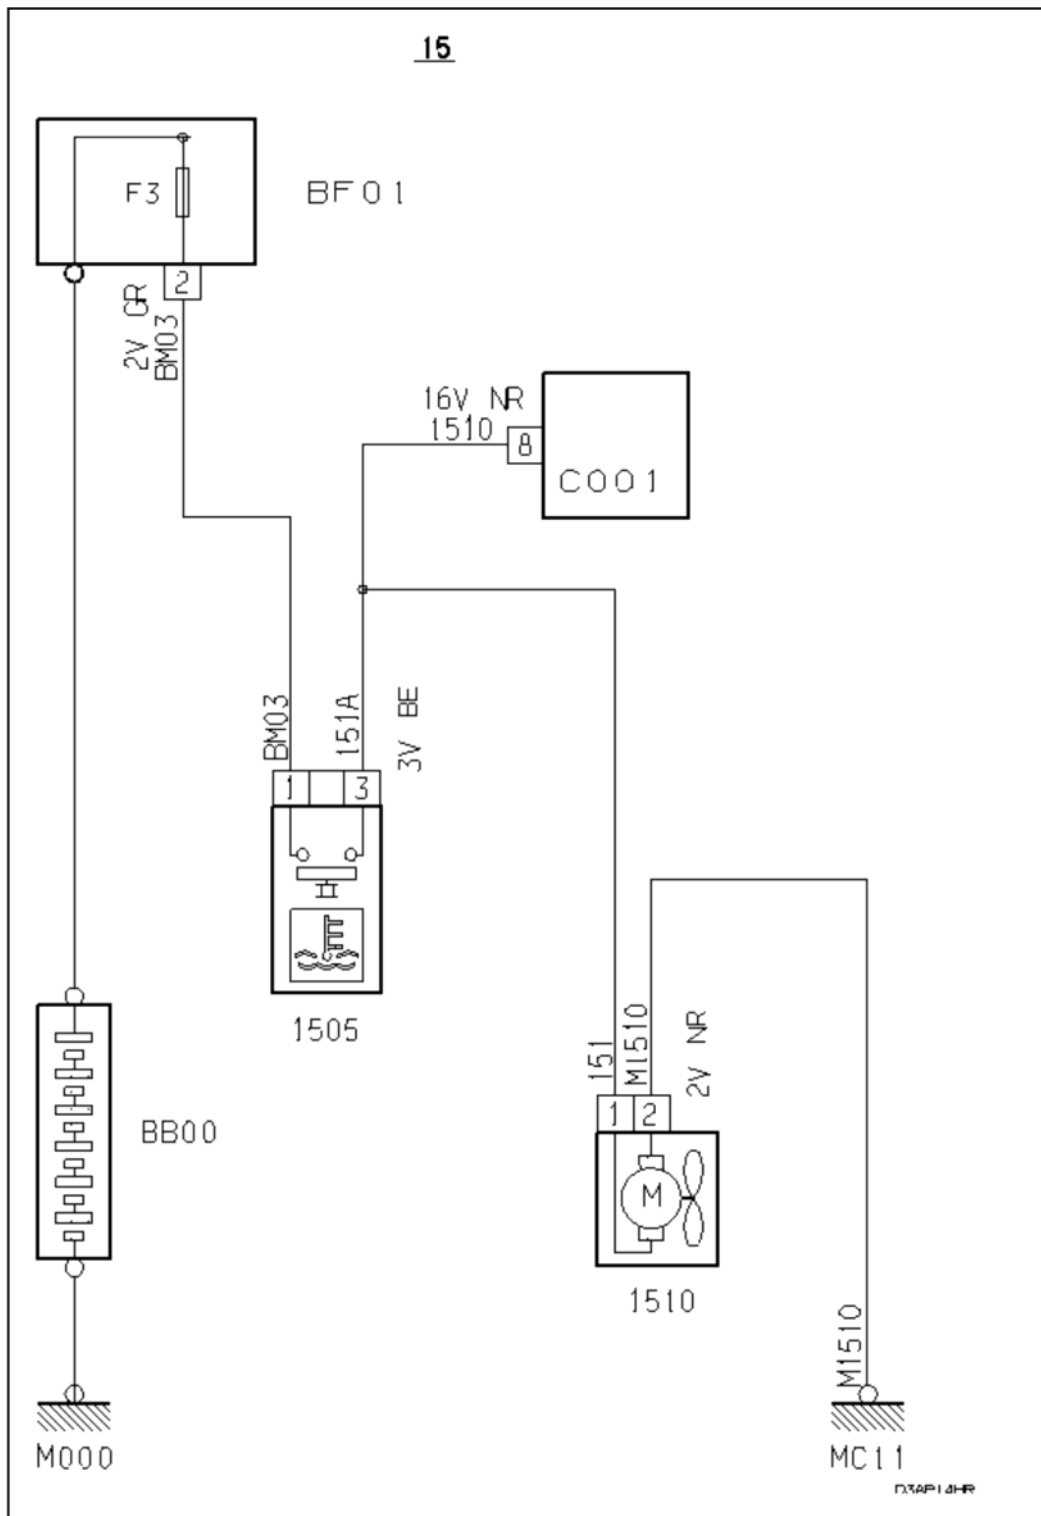 15
F3
BF01
2
2V GR
BM03
16V NR
1510
8
C001
BM03
151A
3V BE
1
3
1505
BB00
151
M1510
2V NR
1
2
M
1510
M1510
M000
MC11
D3AP14HR